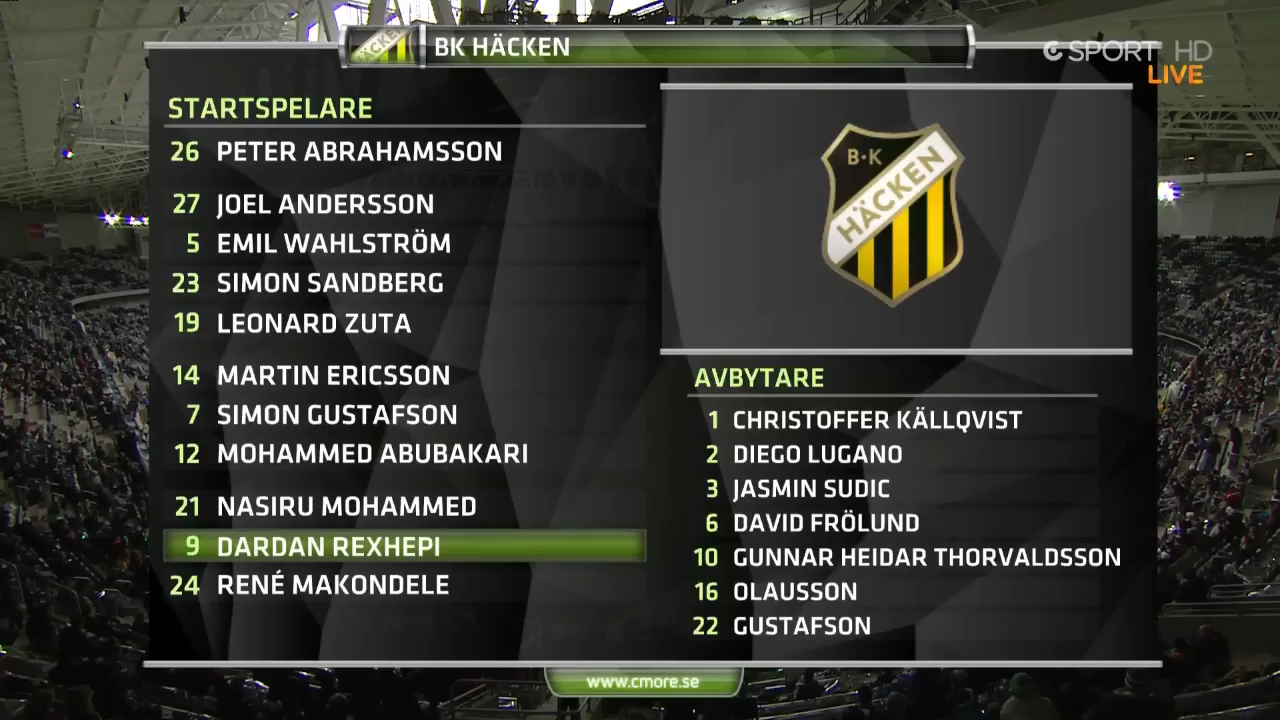 BK HÄCKEN
C SPORT HD
LIVE
STARTSPELARE
26 PETER ABRAHAMSSON
27 JOEL ANDERSSON
5 EMIL WAHLSTRÖM
23 SIMON SANDBERG
19 LEONARD ZUTA
14 MARTIN ERICSSON
7 SIMON GUSTAFSON
12 MOHAMMED ABUBAKARI
21 NASIRU MOHAMMED
9 DARDAN REXHEPI
24 RENÉ MAKONDELE
B·K
HÄCKEN
AVBYTARE
1 CHRISTOFFER KÄLLQVIST
2 DIEGO LUGANO
3 JASMIN SUDIC
6 DAVID FRÖLUND
10 GUNNAR HEIDAR THORVALDSSON
16 OLAUSSON
22 GUSTAFSON
www.cmore.se